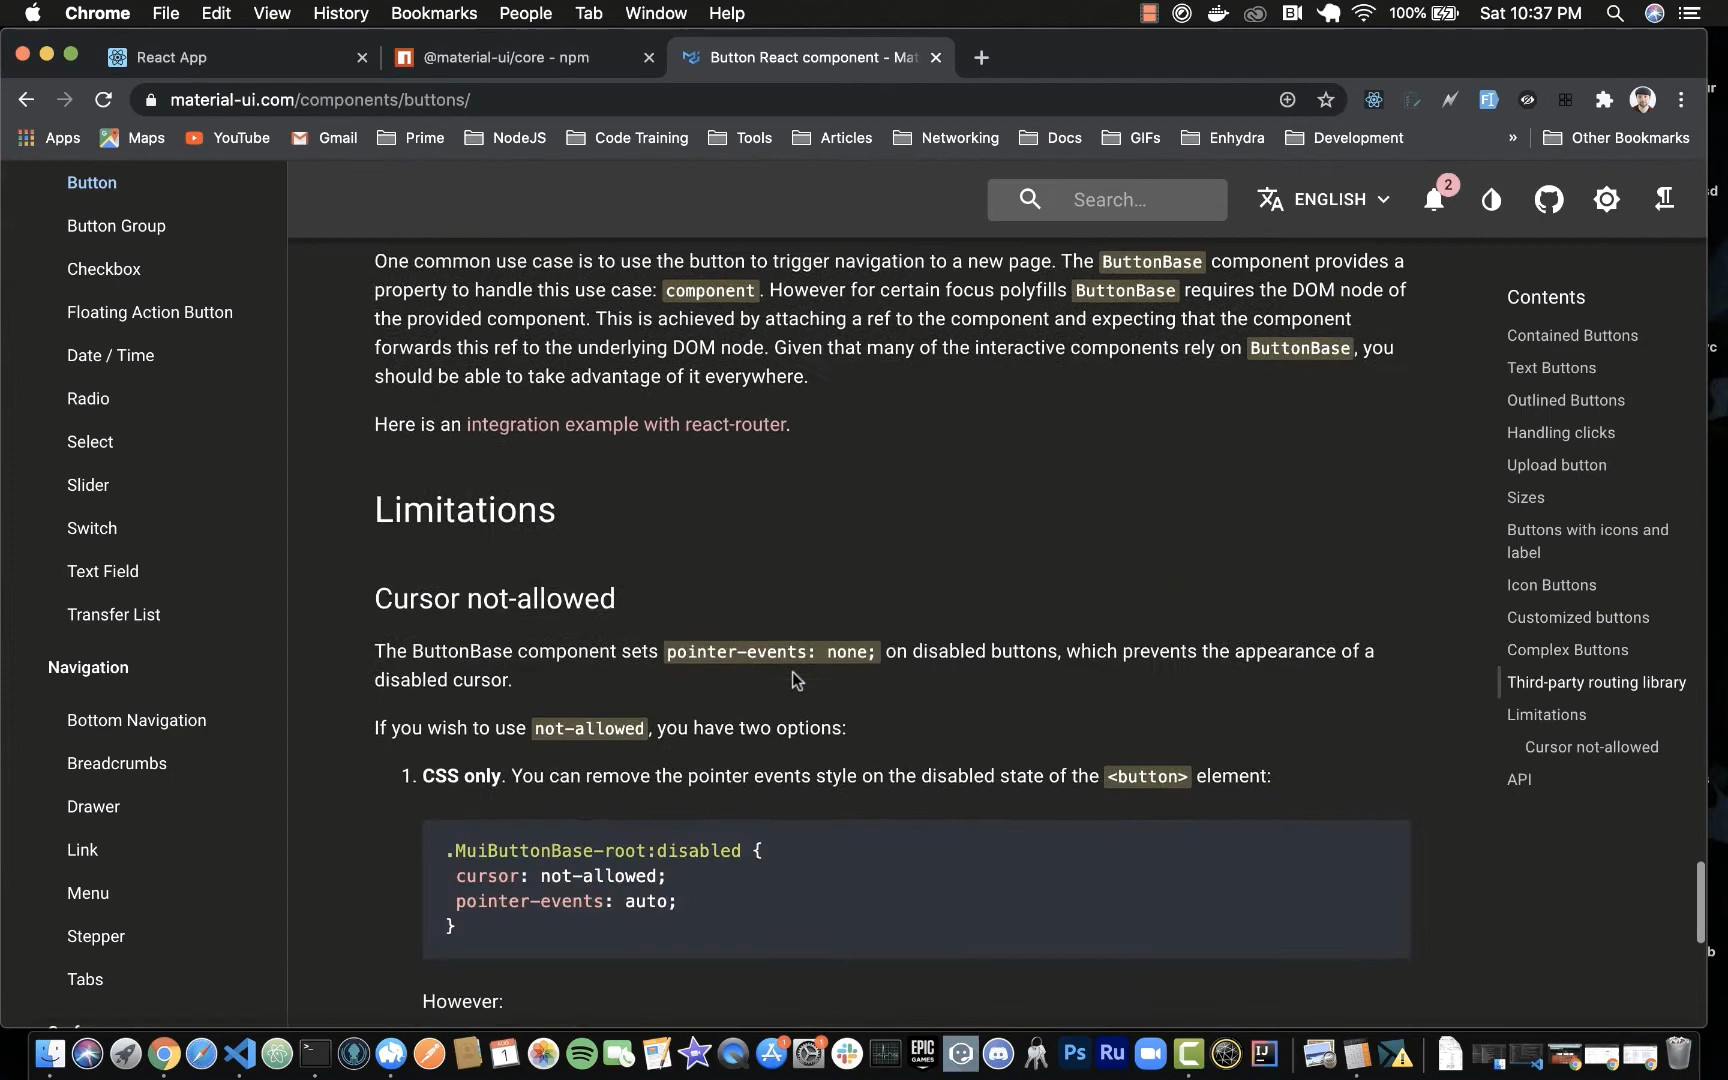 Chrome File Edit View History Bookmarks People Tab Window Help 100% Sat 10:37 PM
React App @material-ui/core - npm Button React component - Mat
material-ui.com/components/buttons/
Apps Maps YouTube Gmail Prime NodeJS Code Training Tools Articles Networking Docs GIFs Enhydra Development » Other Bookmarks
Search… ENGLISH 2
Button
Button Group
Checkbox
Floating Action Button
Date / Time
Radio
Select
Slider
Switch
Text Field
Transfer List
Navigation
Bottom Navigation
Breadcrumbs
Drawer
Link
Menu
Stepper
Tabs
One common use case is to use the button to trigger navigation to a new page. The ButtonBase component provides a
property to handle this use case: component. However for certain focus polyfills ButtonBase requires the DOM node of
the provided component. This is achieved by attaching a ref to the component and expecting that the component
forwards this ref to the underlying DOM node. Given that many of the interactive components rely on ButtonBase, you
should be able to take advantage of it everywhere.
Here is an integration example with react-router.
Limitations
Cursor not-allowed
The ButtonBase component sets pointer-events: none; on disabled buttons, which prevents the appearance of a
disabled cursor.
If you wish to use not-allowed, you have two options:
1. CSS only. You can remove the pointer events style on the disabled state of the <button> element:
.MuiButtonBase-root:disabled {
cursor: not-allowed;
pointer-events: auto;
}
However:
Contents
Contained Buttons
Text Buttons
Outlined Buttons
Handling clicks
Upload button
Sizes
Buttons with icons and
label
Icon Buttons
Customized buttons
Complex Buttons
Third-party routing library
Limitations
Cursor not-allowed
API
AUG
1
EPIC
GAMES
Ps
Ru
IJ